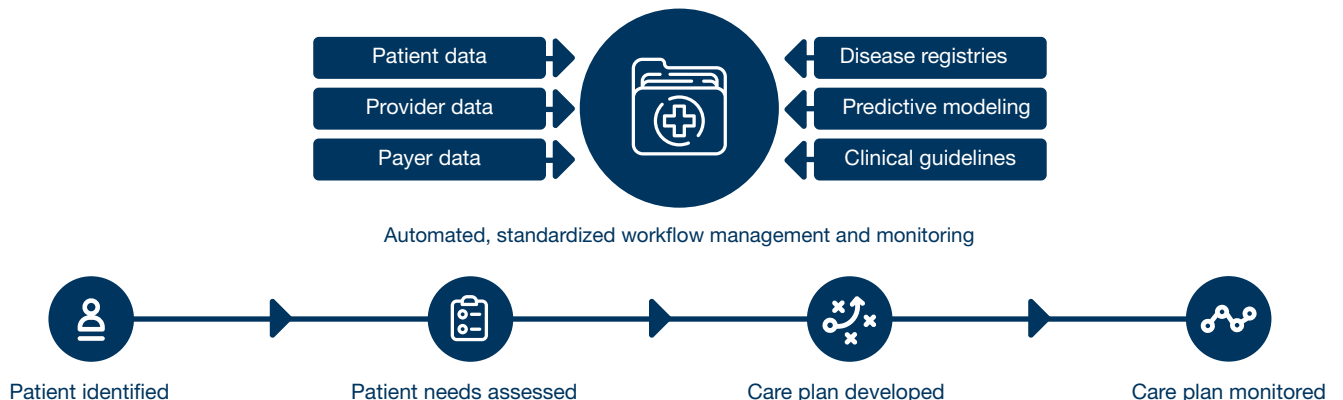 Patient data
Provider data
Payer data
Disease registries
Predictive modeling
Clinical guidelines
Automated, standardized workflow management and monitoring
Patient identified
Patient needs assessed
Care plan developed
Care plan monitored